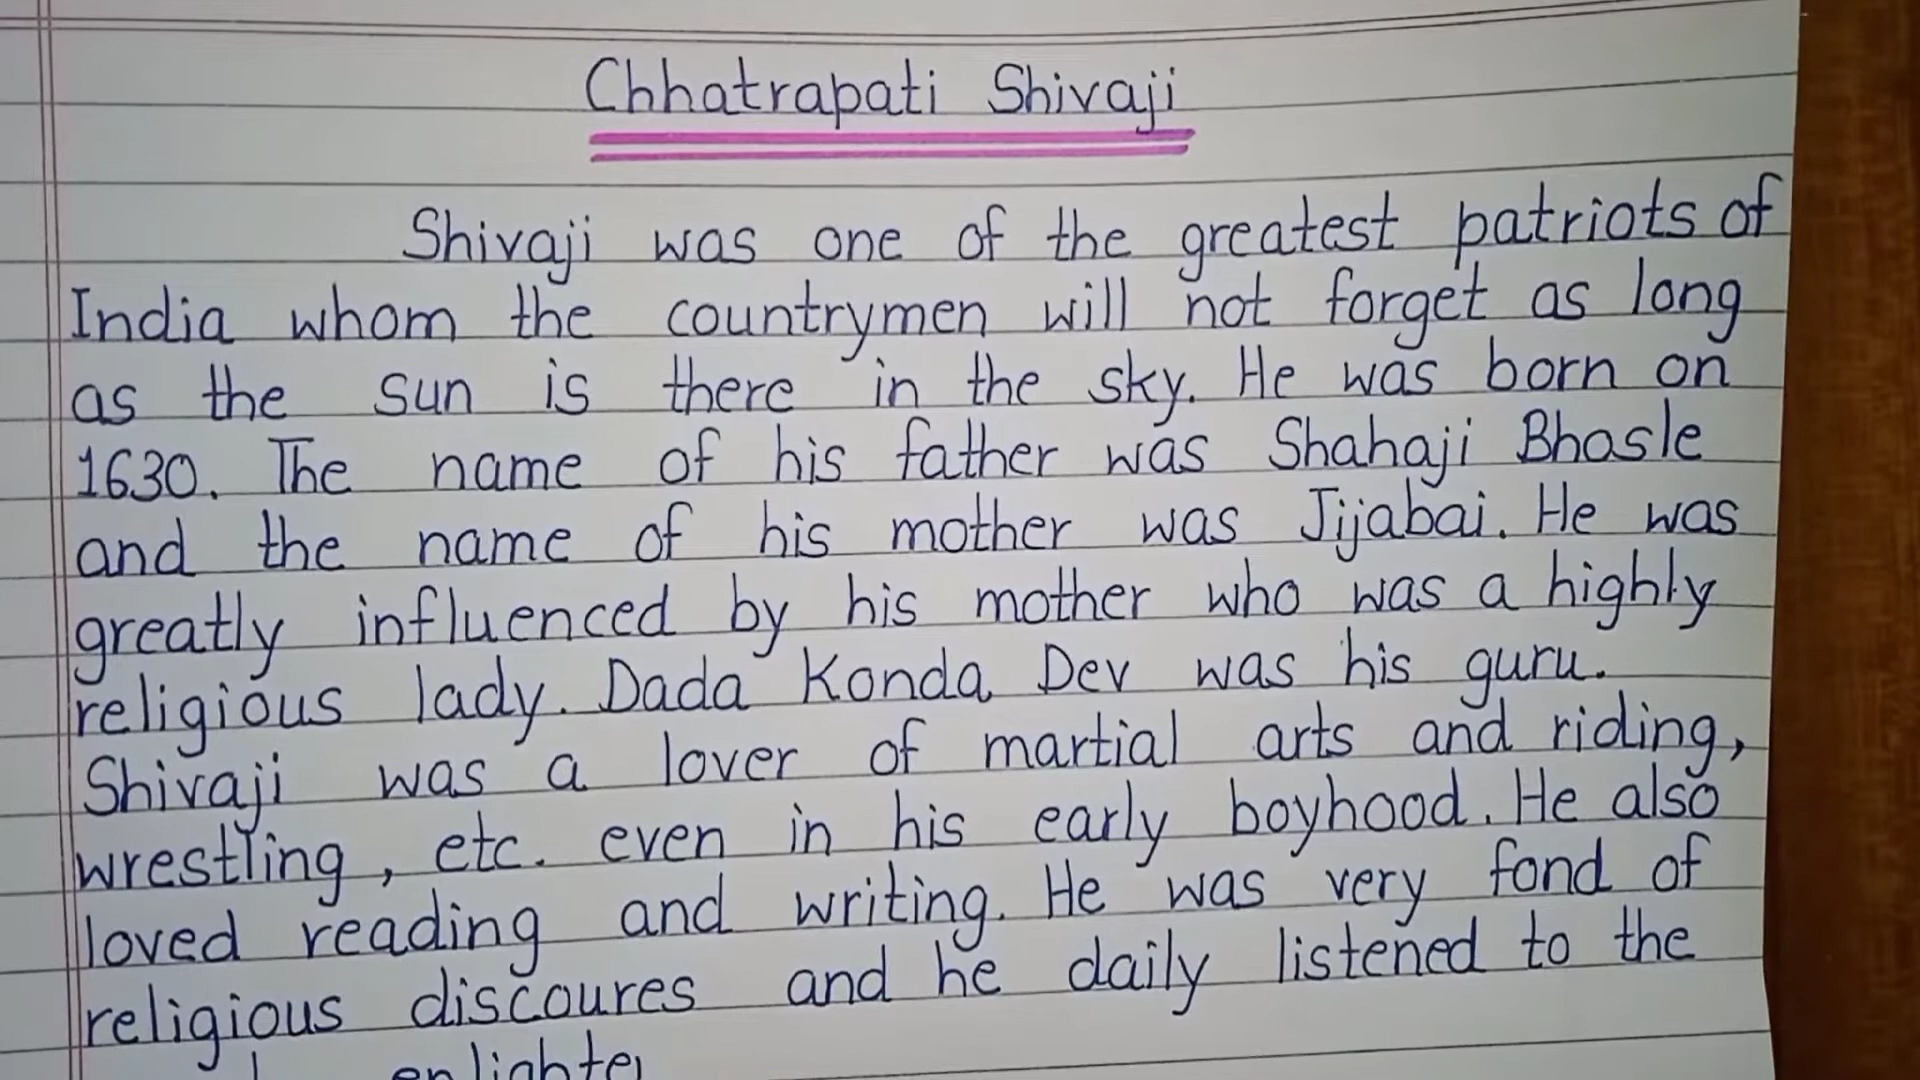 Chhatrapati Shivaji
Shivaji was one of the greatest patriots of
India whom the countrymen will not forget as long
as the sun is there in the sky. He was born on
1630. The name of his father was Shahaji Bhosle
and the name of his mother was Jijabai. He was
greatly influenced by his mother who was a highly
religious lady. Dada Konda Dev was his guru.
Shivaji was a lover of martial arts and riding,
wrestling, etc. even in his early boyhood. He also
loved reading and writing. He was very fond of
religious discoures and he daily listened to the